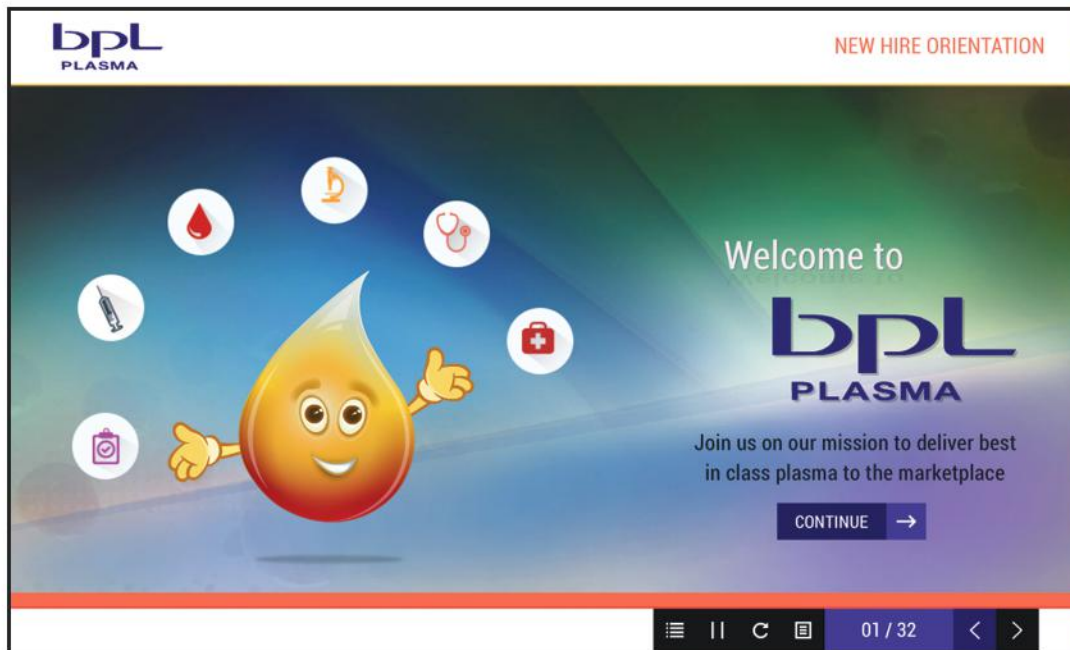 bpL
PLASMA
NEW HIRE ORIENTATION
Welcome to
bpL
PLASMA
Join us on our mission to deliver best
in class plasma to the marketplace
CONTINUE
01 / 32